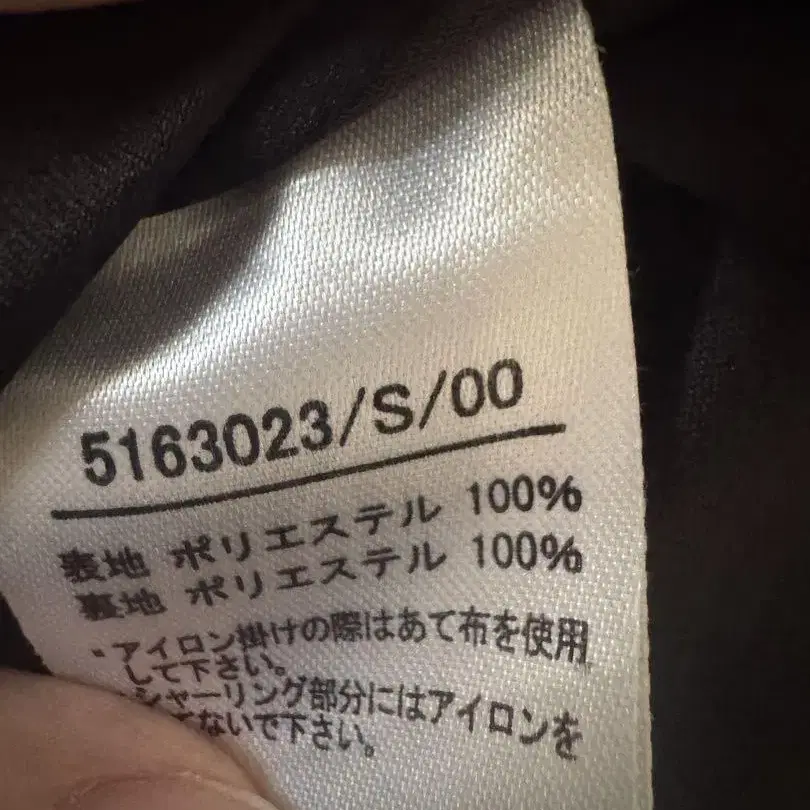 5163023/S/00
表地 ポリエステル 100%
裏地 ポリエステル 100%
・アイロン掛けの際はあて布を使用
して下さい。
シャーリング部分にはアイロンを
てないで下さい。